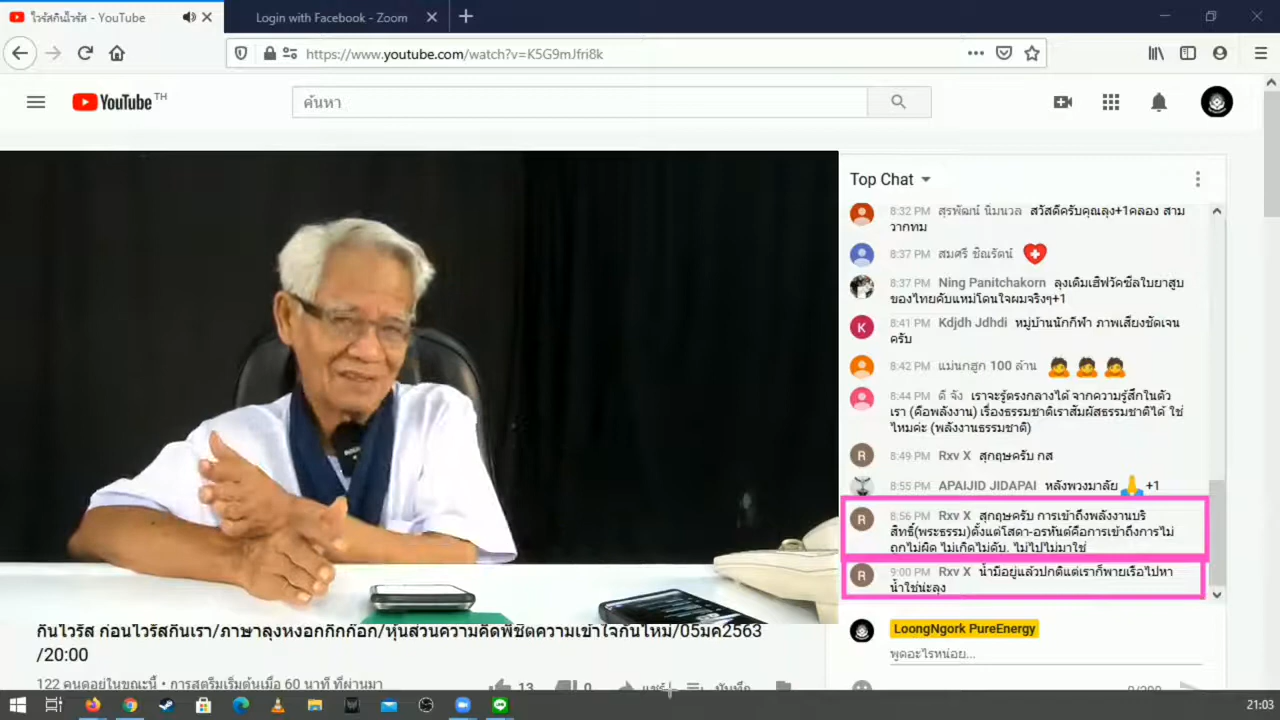 ไวรัสกินไวรัส - YouTube
Login with Facebook - Zoom
https://www.youtube.com/watch?v=K5G9mJfri8k
YouTube TH
ค้นหา
Top Chat
8:32 PM สุรพัฒน์ นิ่มนวล สวัสดีครับคุณลุง+1คลอง สาม
วากทม
8:37 PM สมศรี ชิณรัตน์
8:37 PM Ning Panitchakorn ลุงเติมเฮิฟวัคซีลใบยาสูบ
ของไทยดับแหม่โดนใจผมจริงๆ+1
8:41 PM Kdjdh Jdhdi หมู่บ้านนักกีฬา ภาพเสียงชัดเจน
ครับ
8:42 PM แม่นกฮูก 100 ล้าน
8:44 PM ดี จัง เราจะรู้ตรงกลางได้ จากความรู้สึกในตัว
เรา (คือพลังงาน) เรื่องธรรมชาติเราสัมผัสธรรมชาติได้ ใช่
ไหมค่ะ (พลังงานธรรมชาติ)
8:49 PM Rxv X สุกฤษครับ กส
8:55 PM APAIJID JIDAPAI หลังพวงมาลัย +1
8:56 PM Rxv X สุกฤษครับ การเข้าถึงพลังงานบริ
สิทธิ์(พระธรรม)ตั้งแต่โสดา-อรหันต์คือการเข้าถึงการไม่
ถูกไม่ผิด ไม่เกิดไม่ดับ. ไม่ไปไม่มาใช่
9:00 PM Rxv X น้ำมีอยู่แล้วปกติแต่เราก็พายเรือไปหา
น้ำใช่น่ะลุง
LoongNgork PureEnergy
พูดอะไรหน่อย...
0/200
กินไวรัส ก่อนไวรัสกินเรา/ภาษาลุงหงอกกิ๊กก๊อก/หุ้นส่วนความคิดพิชิตความเข้าใจกันใหม่/05มีค2563
/20:00
122 คนดูอยู่ในขณะนี้ • การสตรีมเริ่มต้นเมื่อ 60 นาที ที่ผ่านมา
13
0
แชร์
บันทึก
21:03